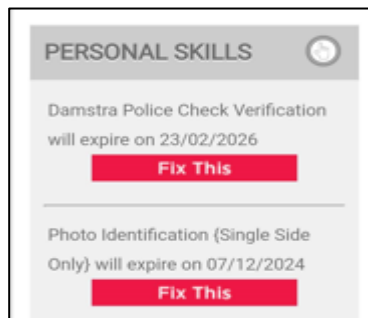 PERSONAL SKILLS
Damstra Police Check Verification
will expire on 23/02/2026
Fix This
Photo Identification {Single Side
Only} will expire on 07/12/2024
Fix This